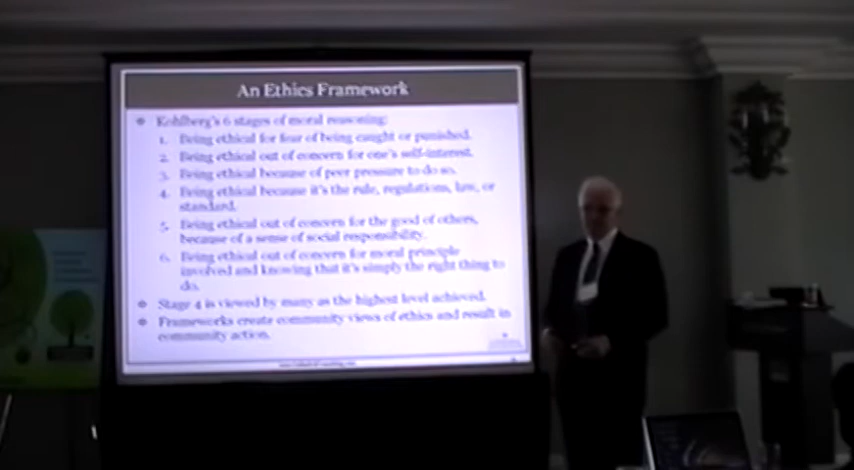 An Ethics Framework
Kohlberg's 6 stages of moral reasoning:
1. Being ethical for fear of being caught or punished.
2. Being ethical out of concern for one's self-interest.
3. Being ethical because of peer pressure to do so.
4. Being ethical because it's the rule, regulations, law, or
standard.
5. Being ethical out of concern for the good of others,
because of a sense of social responsibility.
6. Being ethical out of concern for moral principle
involved and knowing that it's simply the right thing to
do.
Stage 4 is viewed by many as the highest level achieved.
Frameworks create community views of ethics and result in
community action.